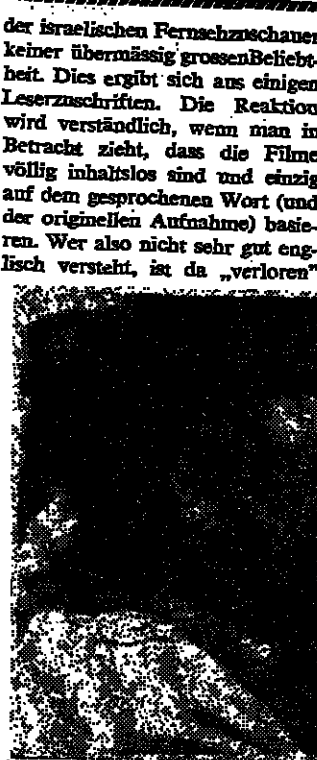 der israelischen Fernsehzuschauer
keiner übermässig grossenBeliebt-
heit. Dies ergibt sich aus einigen
Leserzuschriften. Die Reaktion
wird verständlich, wenn man in
Betracht zieht, dass die Filme
völlig inhaltslos sind und einzig
auf dem gesprochenen Wort (und
der originellen Aufnahme) basie-
ren. Wer also nicht sehr gut eng-
lisch versteht, ist da „verloren”